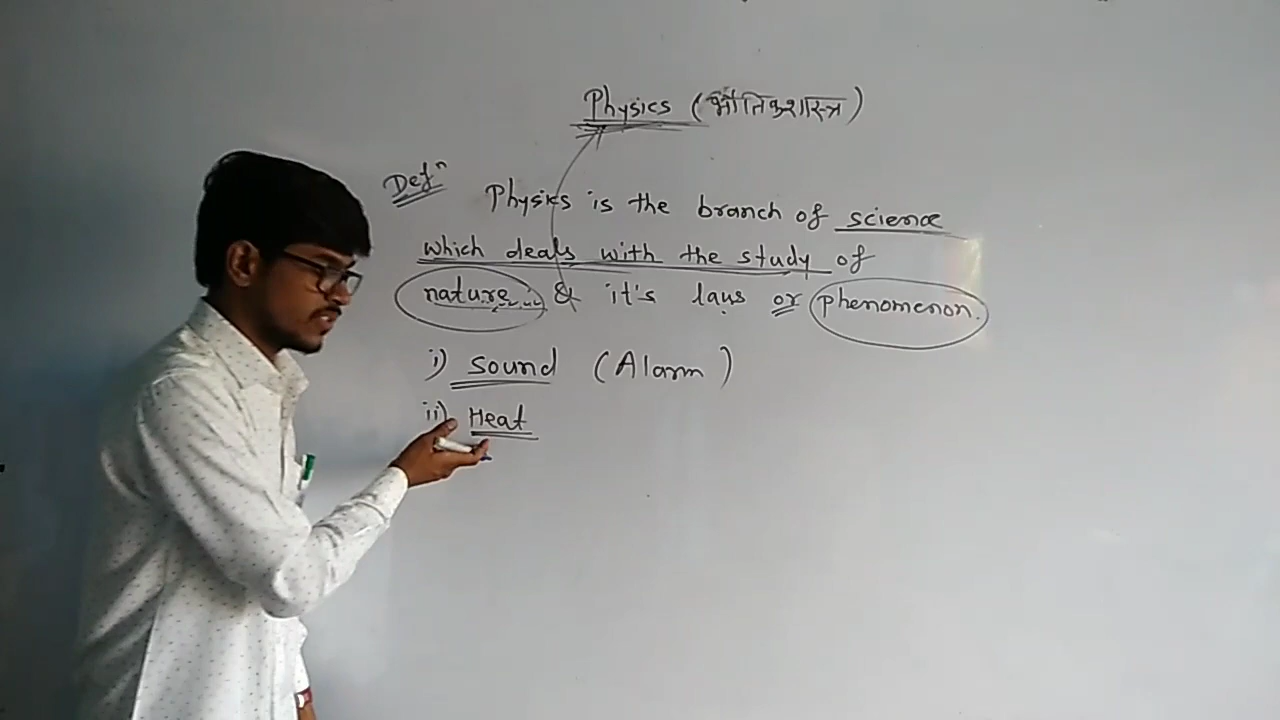 Physics (भौतिकशास्त्र)
Defⁿ Physics is the branch of science
which deals with the study of
nature & it's laws or phenomenon.
i) Sound (Alarm)
ii) Heat